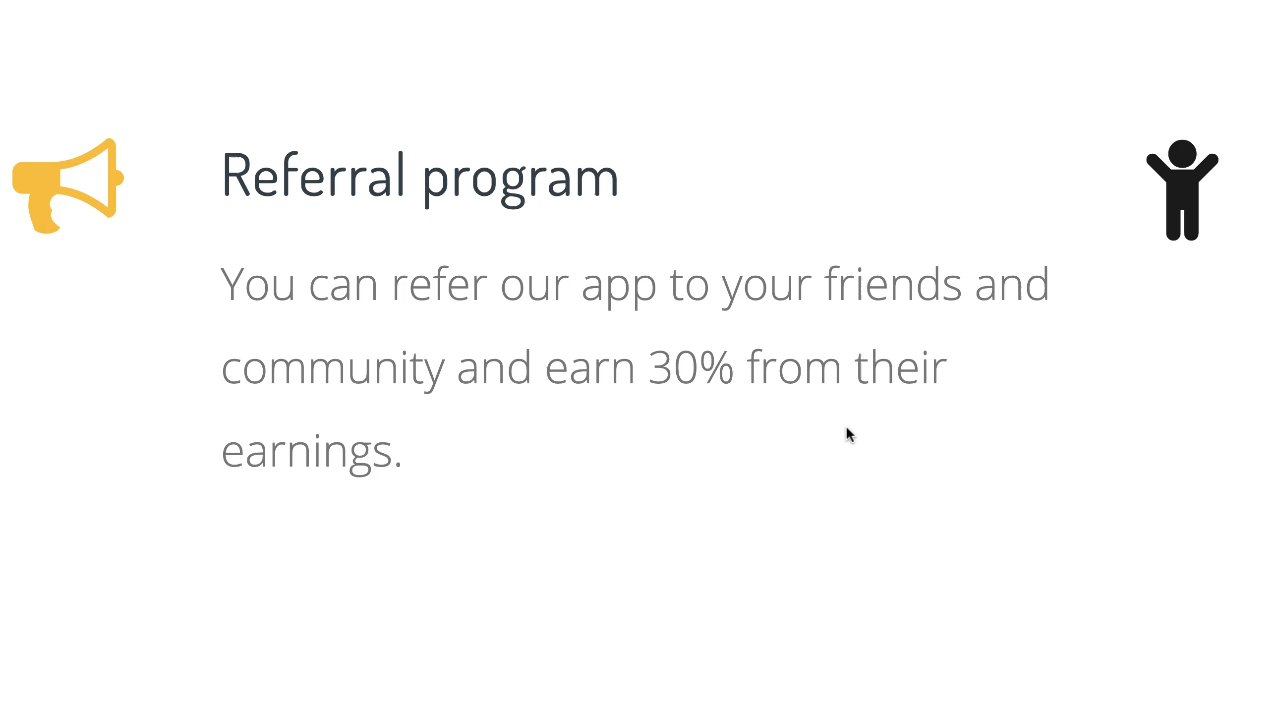 Referral program
You can refer our app to your friends and
community and earn 30% from their
earnings.